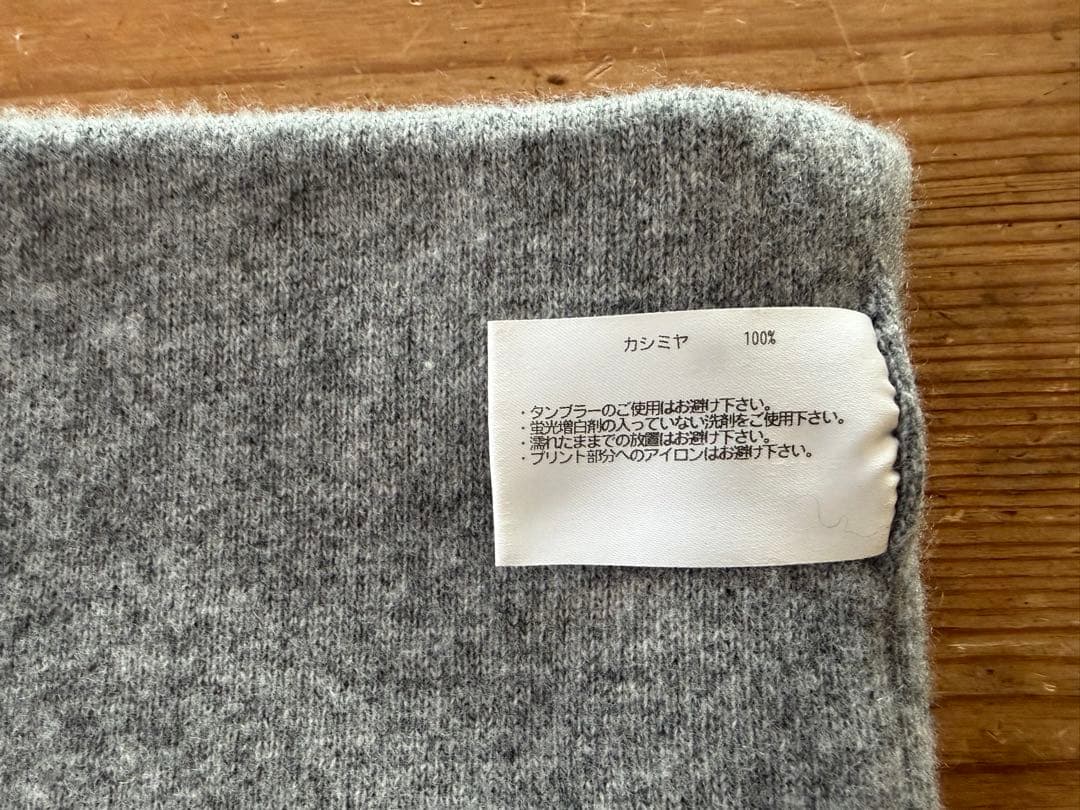 カシミヤ 100%
・タンブラーのご使用はお避け下さい。
・蛍光増白剤の入っていない洗剤をご使用下さい。
・濡れたままでの放置はお避け下さい。
・プリント部分へのアイロンはお避け下さい。